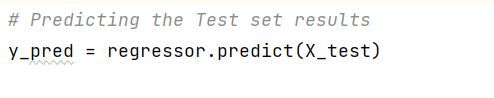 # Predicting the Test set results
y_pred = regressor.predict(X_test)